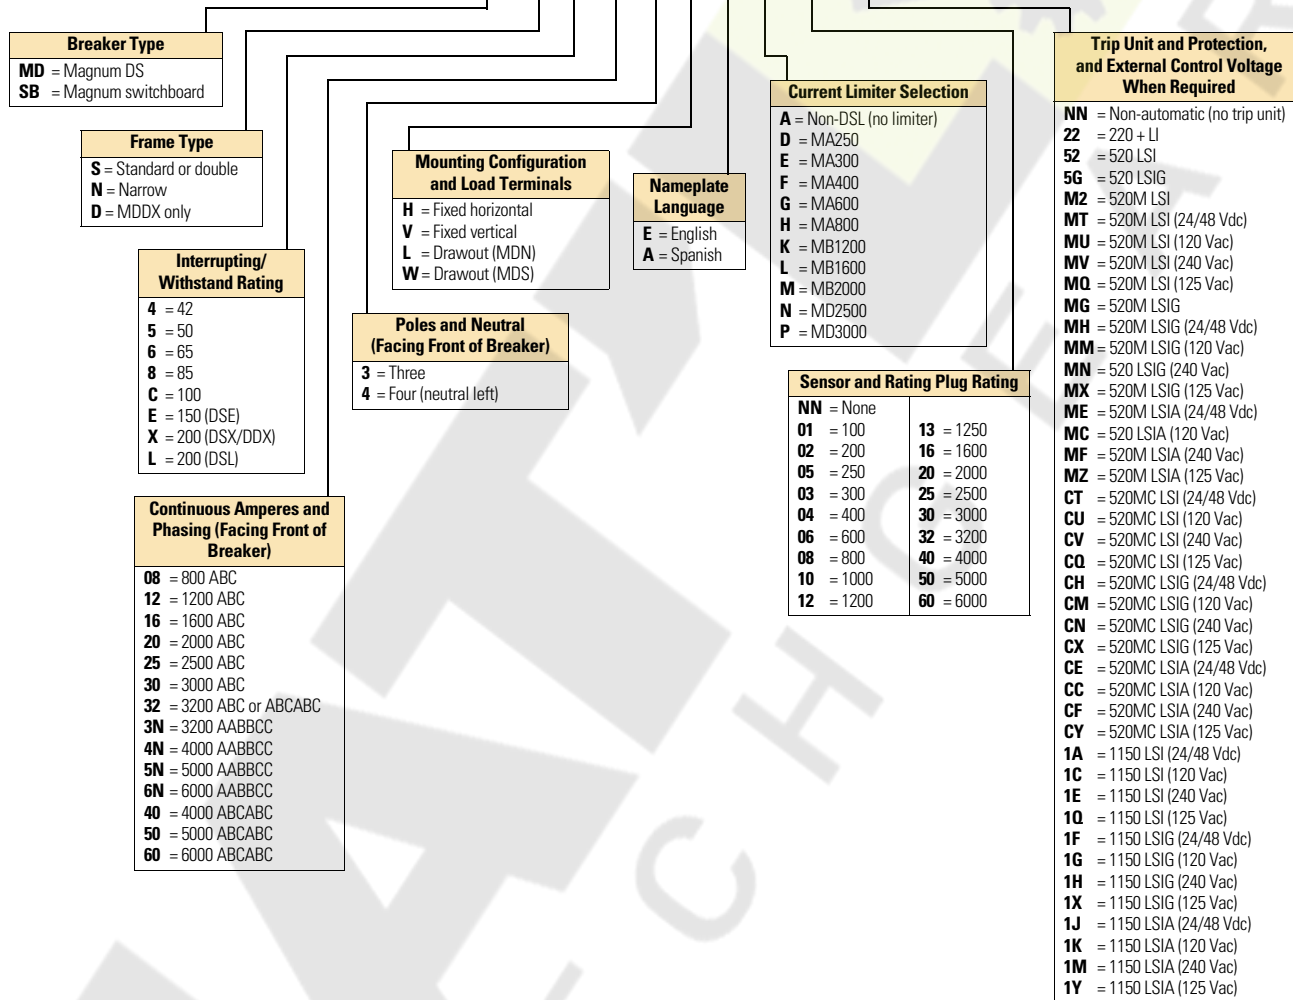 Breaker Type
MD = Magnum DS
SB = Magnum switchboard
Frame Type
S = Standard or double
N = Narrow
D = MDDX only
Interrupting/
Withstand Rating
4 = 42
5 = 50
6 = 65
8 = 85
C = 100
E = 150 (DSE)
X = 200 (DSX/DDX)
L = 200 (DSL)
Continuous Amperes and
Phasing (Facing Front of
Breaker)
08 = 800 ABC
12 = 1200 ABC
16 = 1600 ABC
20 = 2000 ABC
25 = 2500 ABC
30 = 3000 ABC
32 = 3200 ABC or ABCABC
3N = 3200 AABBCC
4N = 4000 AABBCC
5N = 5000 AABBCC
6N = 6000 AABBCC
40 = 4000 ABCABC
50 = 5000 ABCABC
60 = 6000 ABCABC
Poles and Neutral
(Facing Front of Breaker)
3 = Three
4 = Four (neutral left)
Mounting Configuration
and Load Terminals
H = Fixed horizontal
V = Fixed vertical
L = Drawout (MDN)
W = Drawout (MDS)
Nameplate
Language
E = English
A = Spanish
Current Limiter Selection
A = Non-DSL (no limiter)
D = MA250
E = MA300
F = MA400
G = MA600
H = MA800
K = MB1200
L = MB1600
M = MB2000
N = MD2500
P = MD3000
Sensor and Rating Plug Rating
NN = None
01 = 100
02 = 200
05 = 250
03 = 300
04 = 400
06 = 600
08 = 800
10 = 1000
12 = 1200
13 = 1250
16 = 1600
20 = 2000
25 = 2500
30 = 3000
32 = 3200
40 = 4000
50 = 5000
60 = 6000
Trip Unit and Protection,
and External Control Voltage
When Required
NN = Non-automatic (no trip unit)
22 = 220 + LI
52 = 520 LSI
5G = 520 LSIG
M2 = 520M LSI
MT = 520M LSI (24/48 Vdc)
MU = 520M LSI (120 Vac)
MV = 520M LSI (240 Vac)
MQ = 520M LSI (125 Vac)
MG = 520M LSIG
MH = 520M LSIG (24/48 Vdc)
MM = 520M LSIG (120 Vac)
MN = 520 LSIG (240 Vac)
MX = 520M LSIG (125 Vac)
ME = 520M LSIA (24/48 Vdc)
MC = 520 LSIA (120 Vac)
MF = 520M LSIA (240 Vac)
MZ = 520M LSIA (125 Vac)
CT = 520MC LSI (24/48 Vdc)
CU = 520MC LSI (120 Vac)
CV = 520MC LSI (240 Vac)
CQ = 520MC LSI (125 Vac)
CH = 520MC LSIG (24/48 Vdc)
CM = 520MC LSIG (120 Vac)
CN = 520MC LSIG (240 Vac)
CX = 520MC LSIG (125 Vac)
CE = 520MC LSIA (24/48 Vdc)
CC = 520MC LSIA (120 Vac)
CF = 520MC LSIA (240 Vac)
CY = 520MC LSIA (125 Vac)
1A = 1150 LSI (24/48 Vdc)
1C = 1150 LSI (120 Vac)
1E = 1150 LSI (240 Vac)
1Q = 1150 LSI (125 Vac)
1F = 1150 LSIG (24/48 Vdc)
1G = 1150 LSIG (120 Vac)
1H = 1150 LSIG (240 Vac)
1X = 1150 LSIG (125 Vac)
1J = 1150 LSIA (24/48 Vdc)
1K = 1150 LSIA (120 Vac)
1M = 1150 LSIA (240 Vac)
1Y = 1150 LSIA (125 Vac)